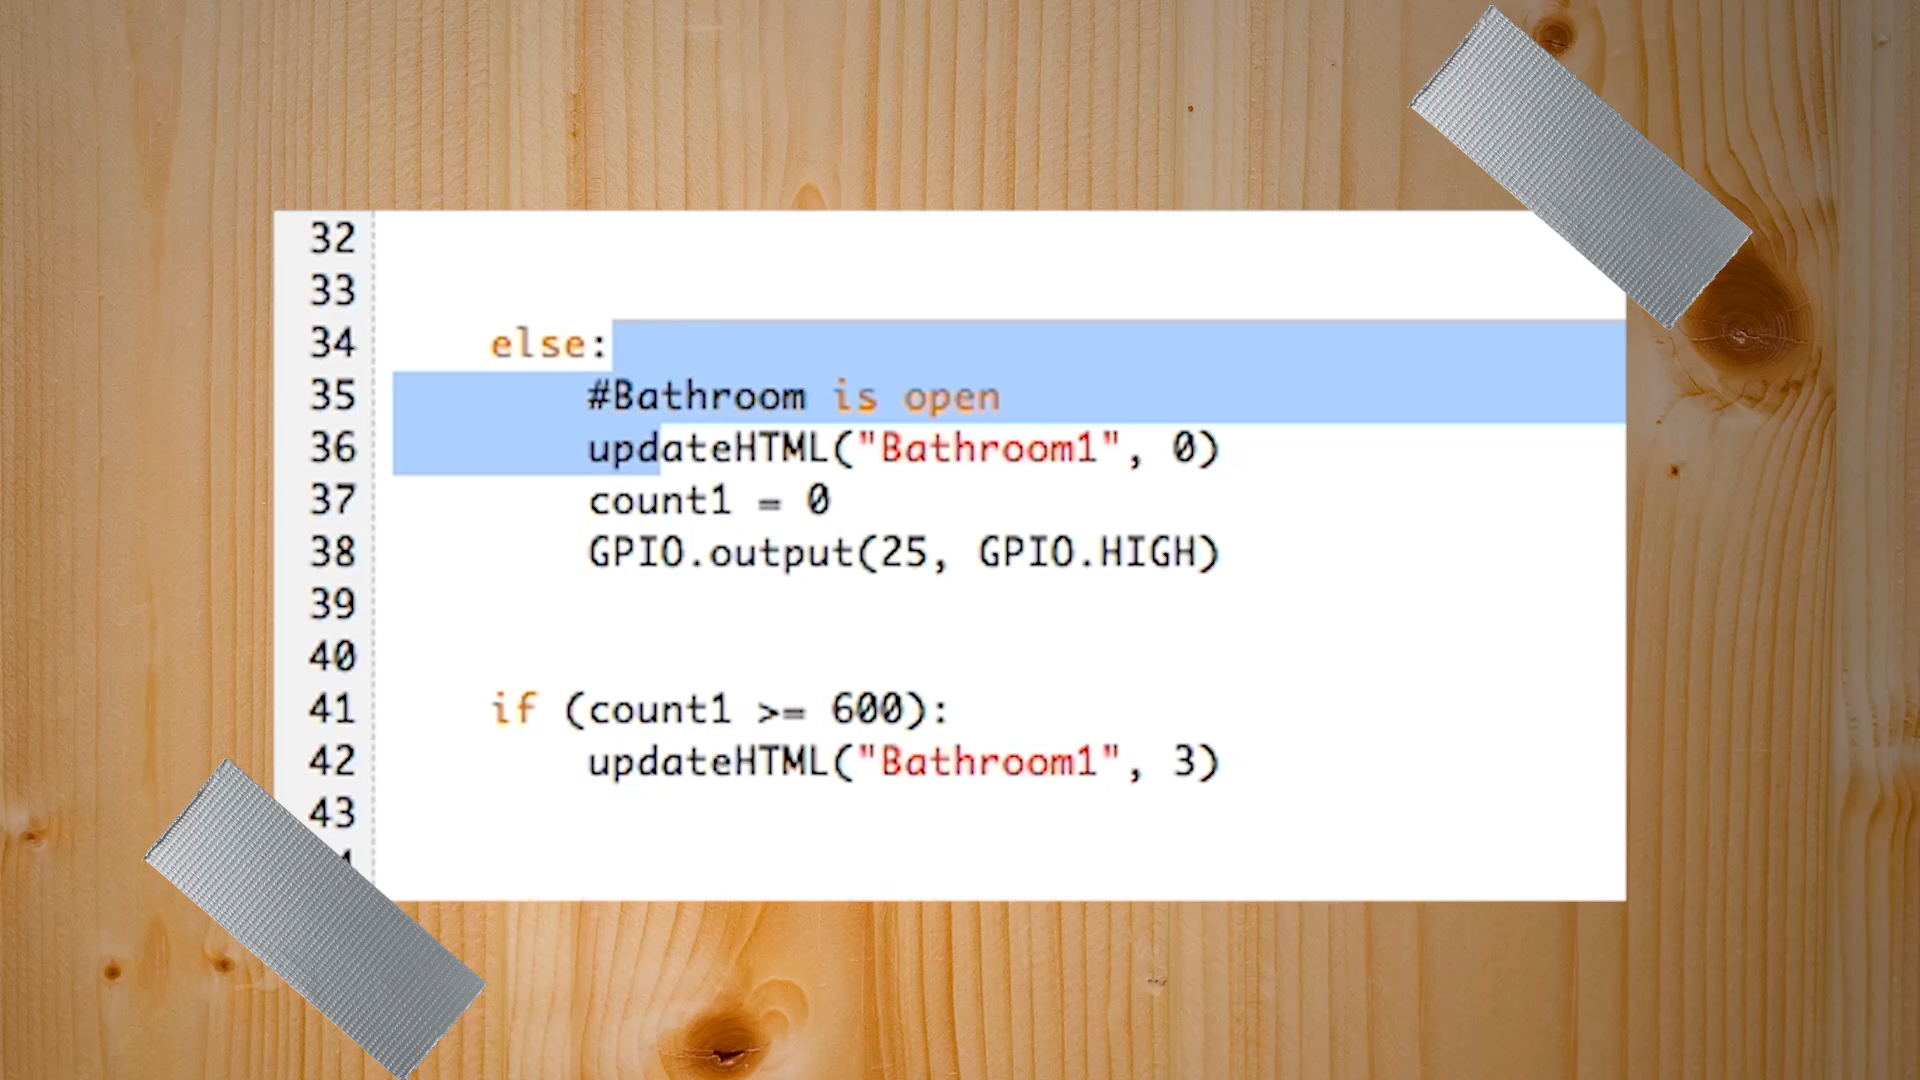 32
33
34 else:
35 #Bathroom is open
36 updateHTML("Bathroom1", 0)
37 count1 = 0
38 GPIO.output(25, GPIO.HIGH)
39
40
41 if (count1 >= 600):
42 updateHTML("Bathroom1", 3)
43